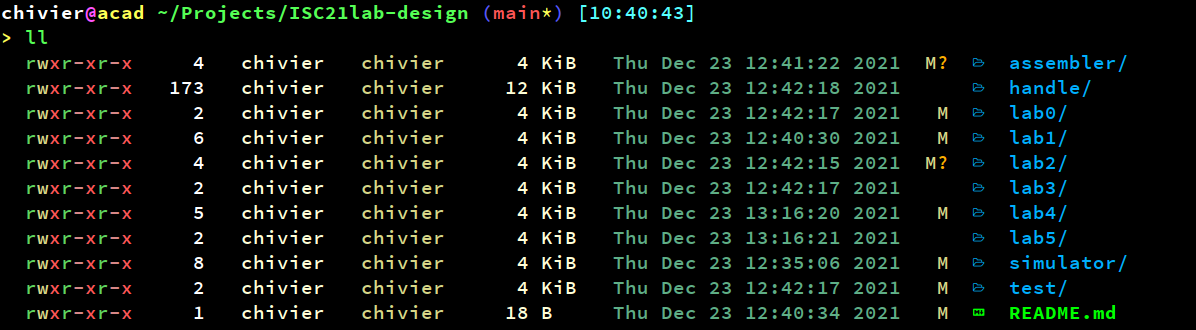 chivier@acad ~/Projects/ISC21lab-design (main*) [10:40:43]
> ll
rwxr-xr-x 4 chivier chivier 4 KiB Thu Dec 23 12:41:22 2021 M? assembler/
rwxr-xr-x 173 chivier chivier 12 KiB Thu Dec 23 12:42:18 2021 handle/
rwxr-xr-x 2 chivier chivier 4 KiB Thu Dec 23 12:42:17 2021 M lab0/
rwxr-xr-x 6 chivier chivier 4 KiB Thu Dec 23 12:40:30 2021 M lab1/
rwxr-xr-x 4 chivier chivier 4 KiB Thu Dec 23 12:42:15 2021 M? lab2/
rwxr-xr-x 2 chivier chivier 4 KiB Thu Dec 23 12:42:17 2021 lab3/
rwxr-xr-x 5 chivier chivier 4 KiB Thu Dec 23 13:16:20 2021 M lab4/
rwxr-xr-x 2 chivier chivier 4 KiB Thu Dec 23 13:16:21 2021 lab5/
rwxr-xr-x 8 chivier chivier 4 KiB Thu Dec 23 12:35:06 2021 M simulator/
rwxr-xr-x 2 chivier chivier 4 KiB Thu Dec 23 12:42:17 2021 M test/
rwxr-xr-x 1 chivier chivier 18 B Thu Dec 23 12:40:34 2021 M README.md